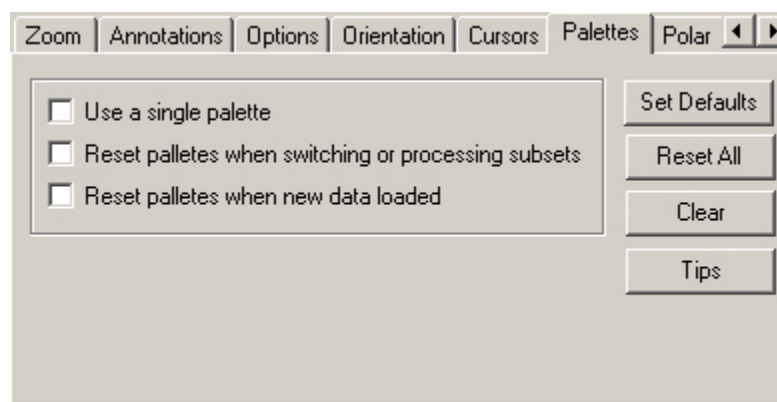 Zoom Annotations Options Orientation Cursors Palettes Polar
Use a single palette
Set Defaults
Reset palletes when switching or processing subsets
Reset All
Reset palletes when new data loaded
Clear
Tips